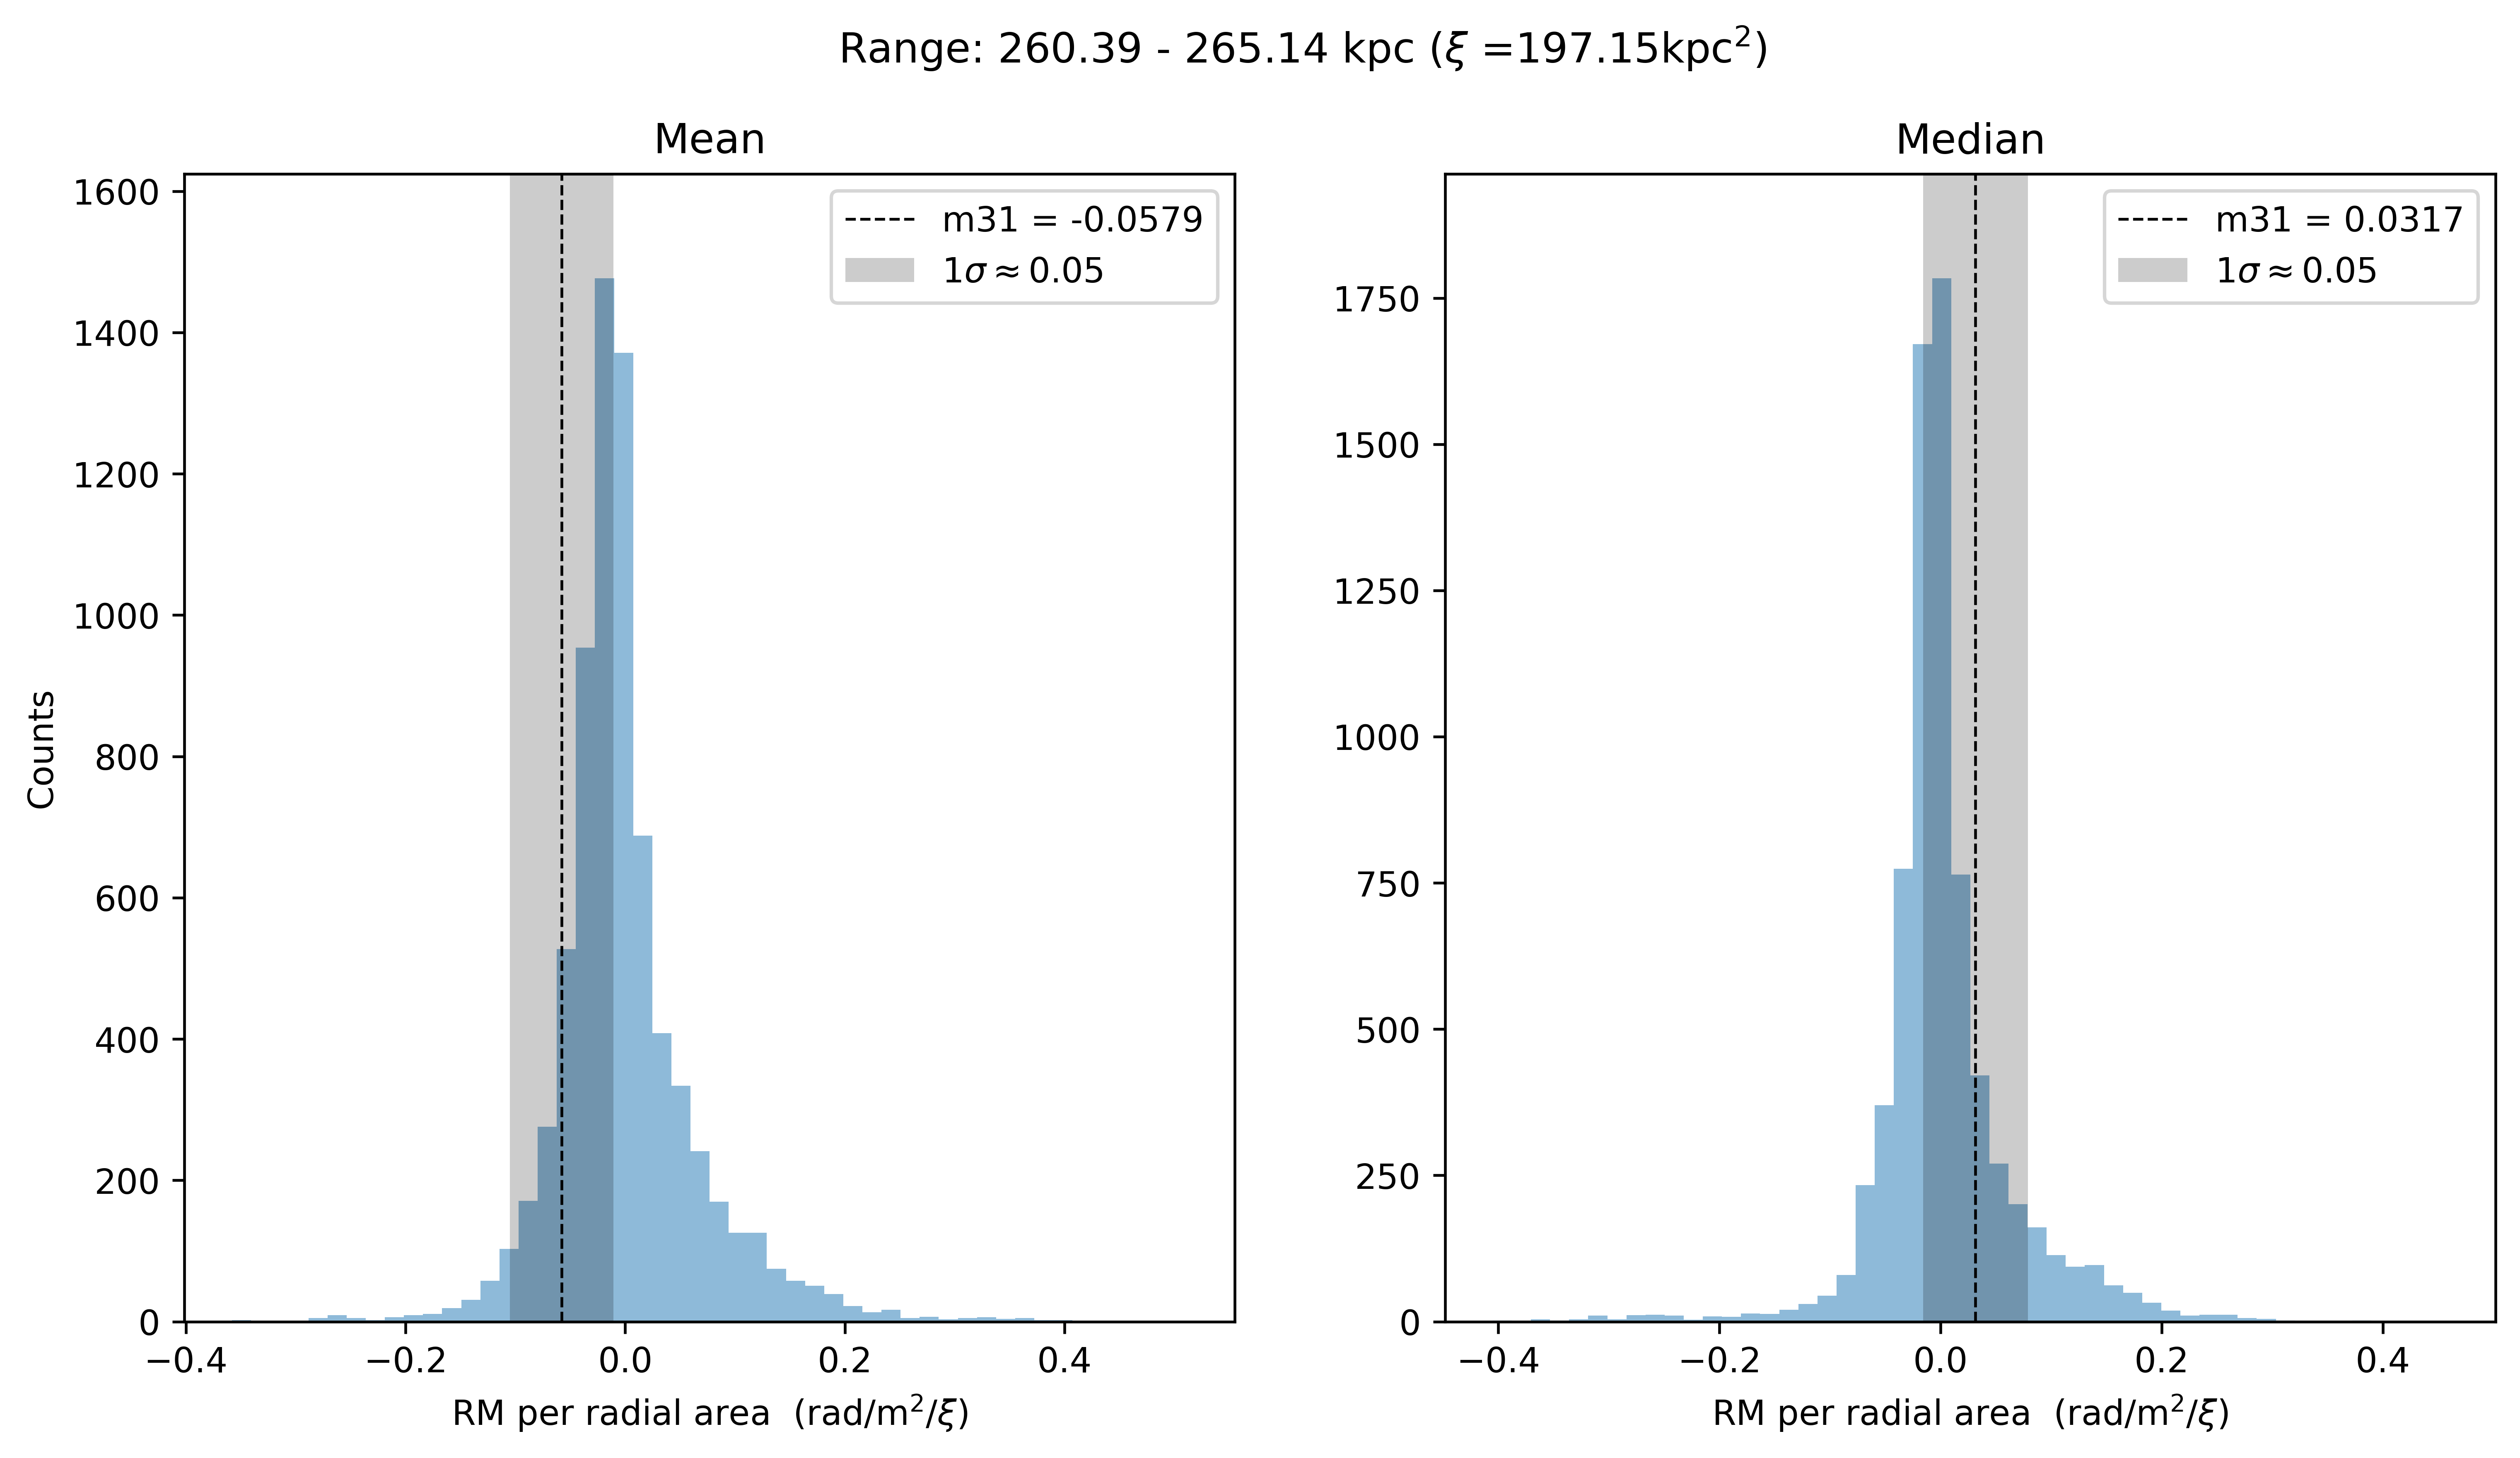 Range: 260.39 - 265.14 kpc (ξ =197.15kpc²)
Mean
m31 = -0.0579
1σ ≈ 0.05
1600
1400
1200
1000
800
600
400
200
0
Counts
−0.4
−0.2
0.0
0.2
0.4
RM per radial area (rad/m²/ξ)
Median
m31 = 0.0317
1σ ≈ 0.05
1750
1500
1250
1000
750
500
250
0
−0.4
−0.2
0.0
0.2
0.4
RM per radial area (rad/m²/ξ)